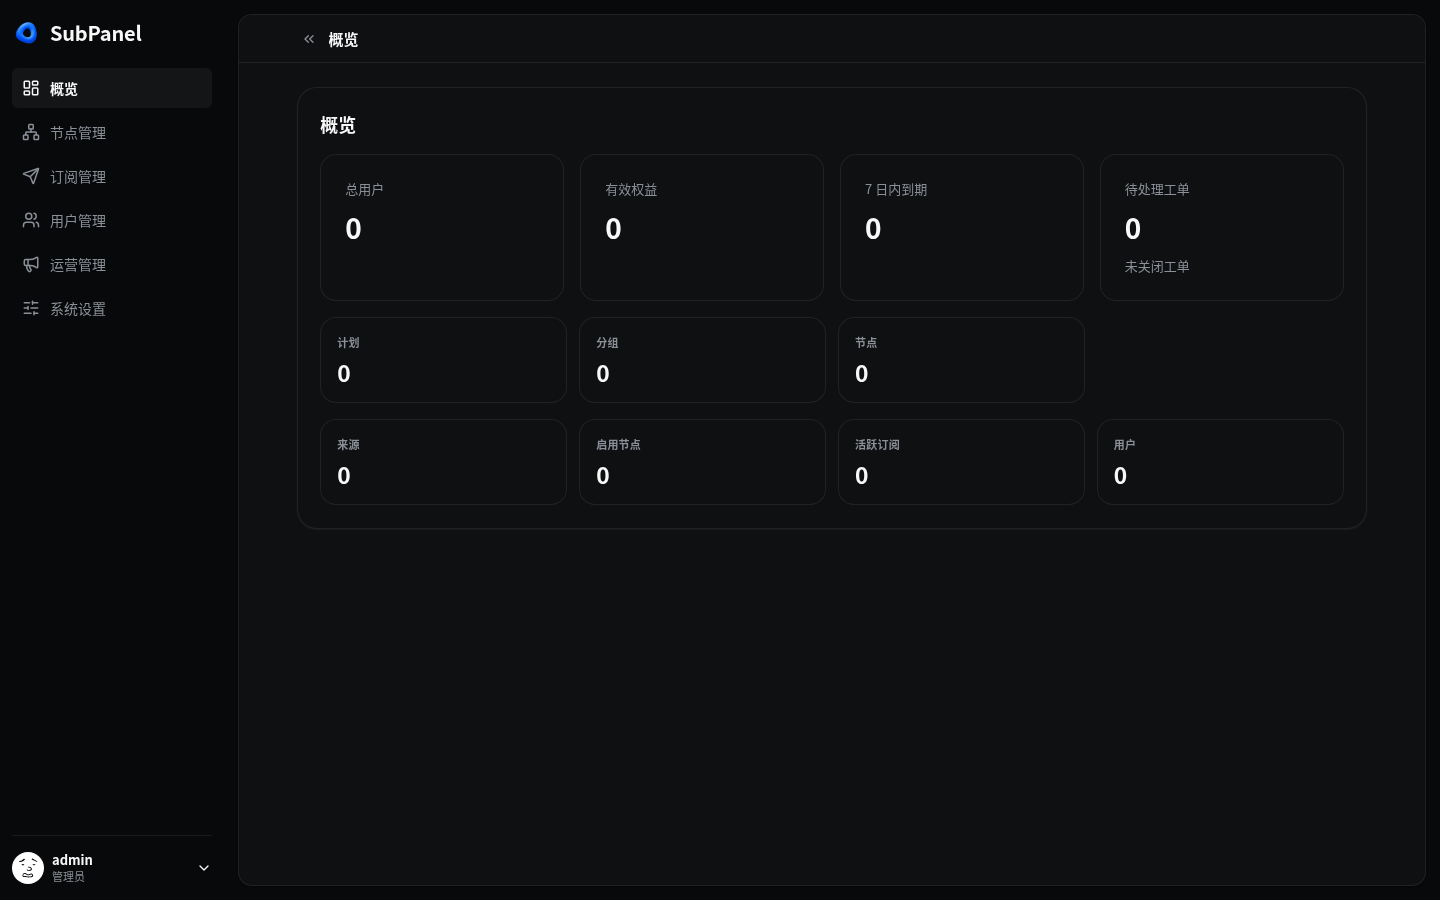 SubPanel
概览
节点管理
订阅管理
用户管理
运营管理
系统设置
admin
管理员
概览
概览
总用户
0
有效权益
0
7 日内到期
0
待处理工单
0
未关闭工单
计划
0
分组
0
节点
0
来源
0
启用节点
0
活跃订阅
0
用户
0